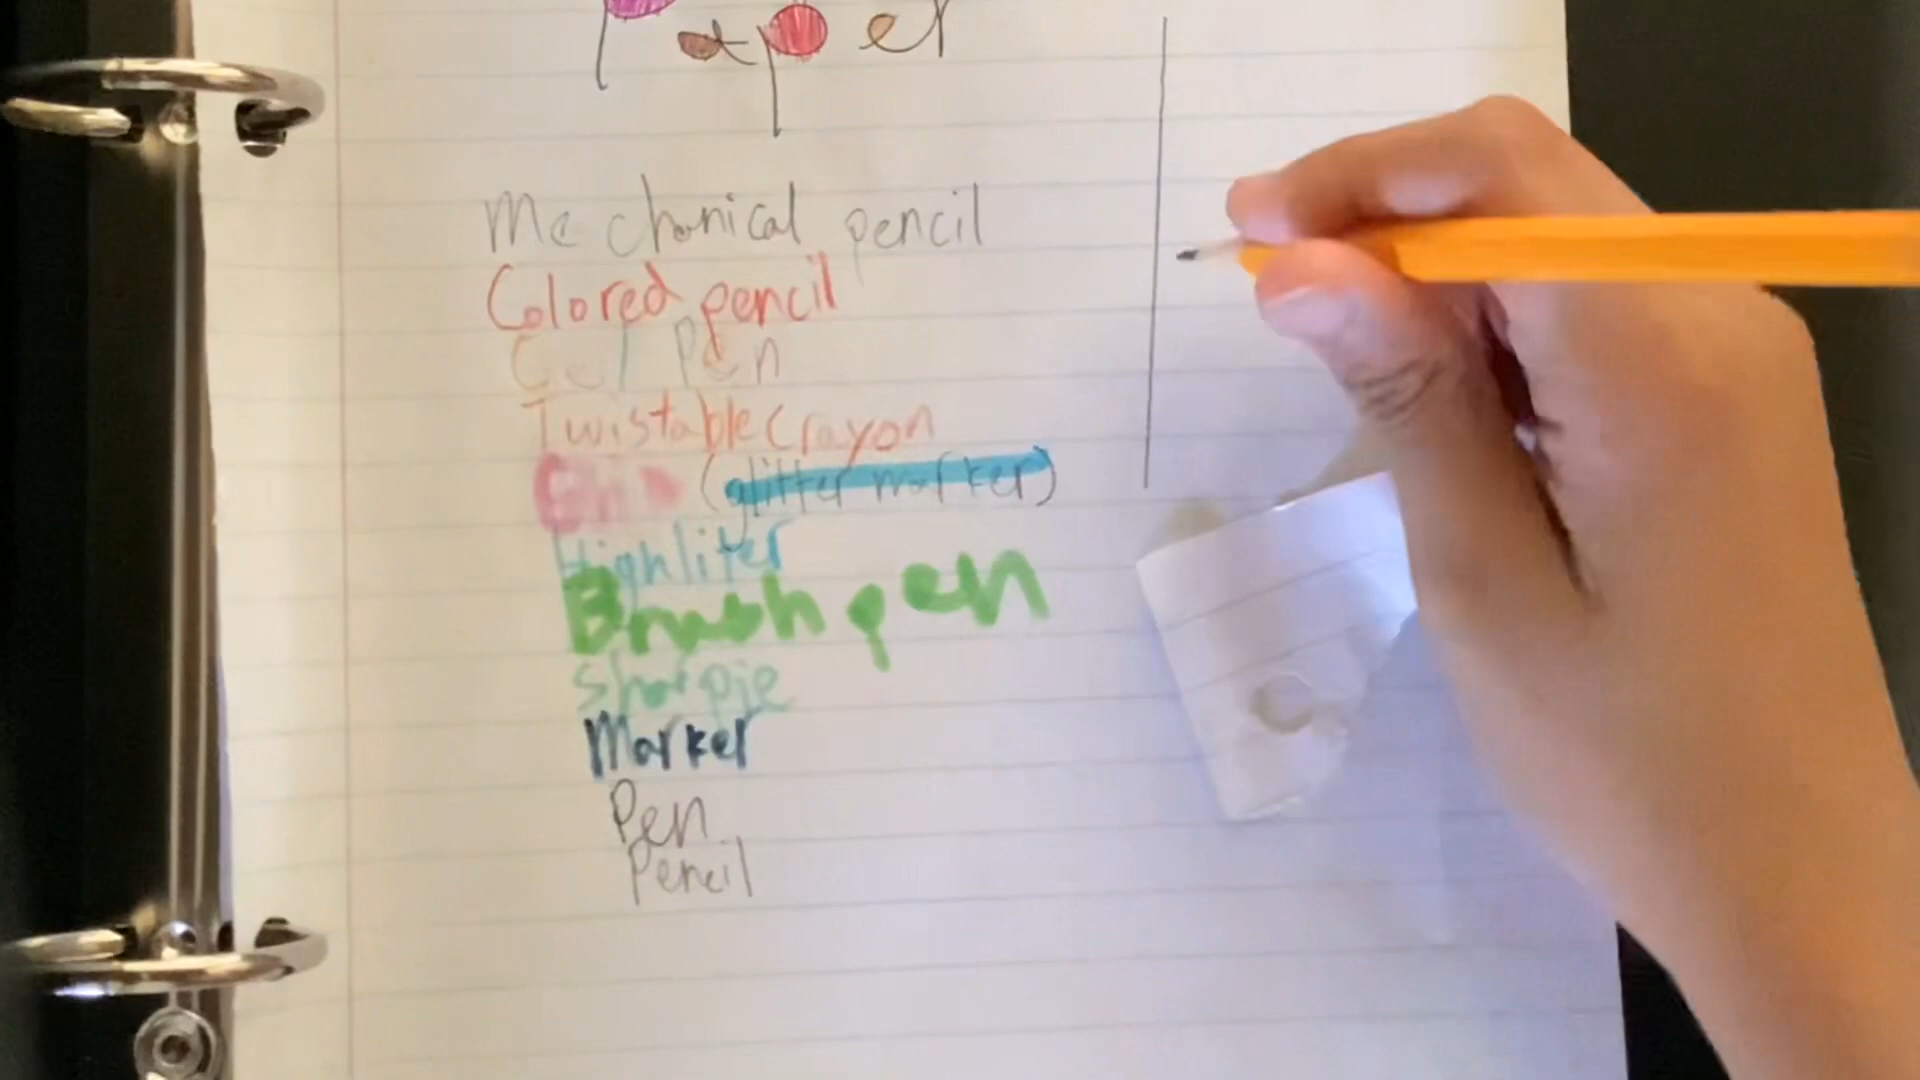 Paper
Mechanical pencil
Colored pencil
Gel Pen
Twistable Crayon
(glitter marker)
Highliter
Brush pen
Sharpie
Marker
Pen
Pencil